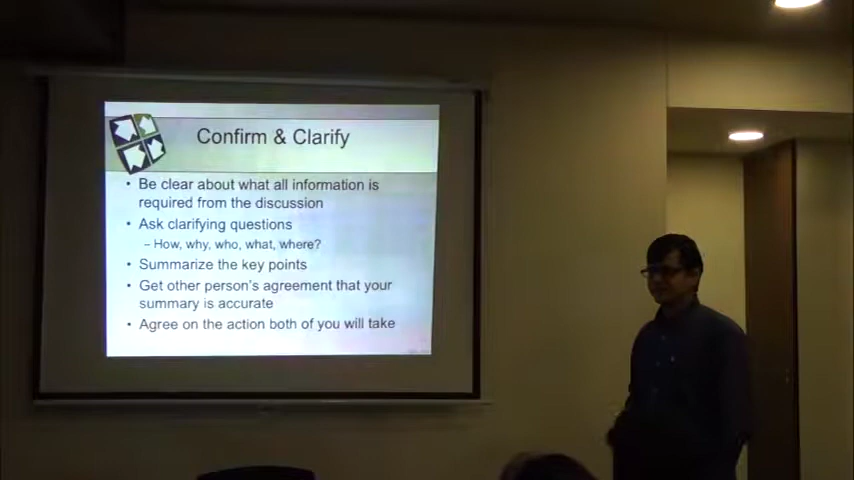 Confirm & Clarify
• Be clear about what all information is
required from the discussion
• Ask clarifying questions
– How, why, who, what, where?
• Summarize the key points
• Get other person's agreement that your
summary is accurate
• Agree on the action both of you will take